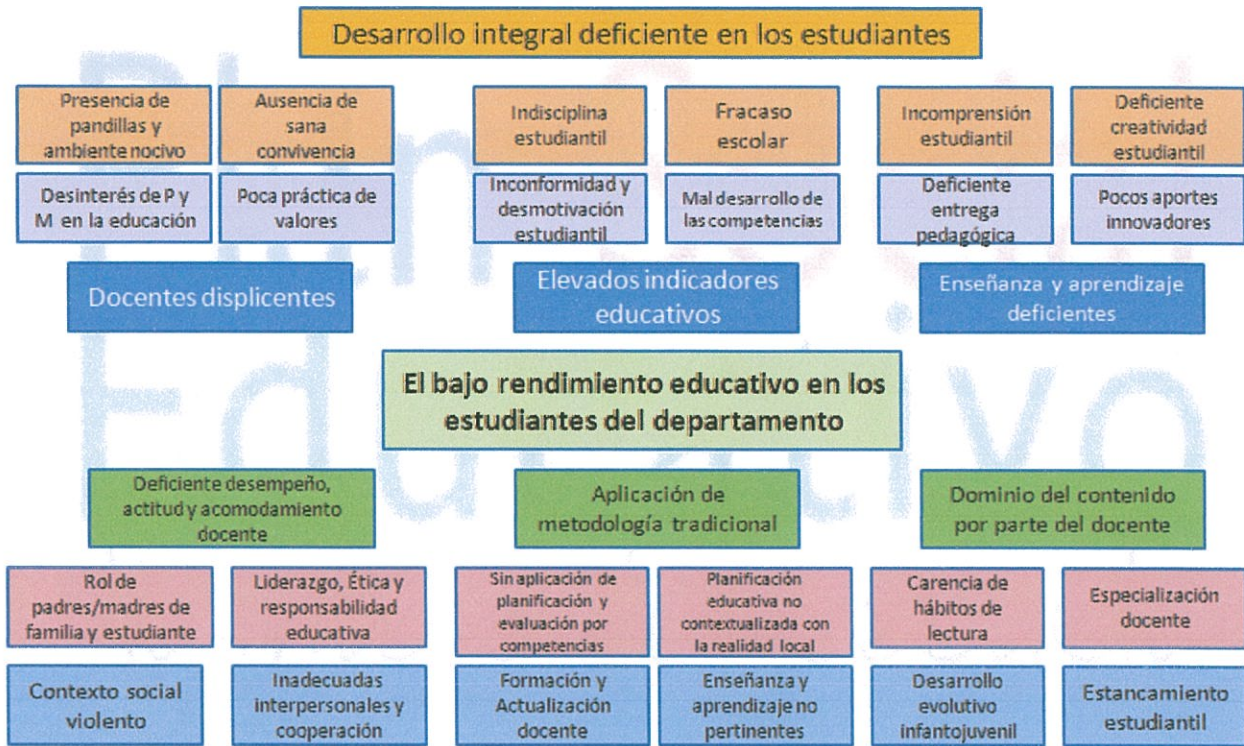 Desarrollo integral deficiente en los estudiantes
Presencia de
pandillas y
ambiente nocivo
Ausencia de
sana
convivencia
Indisciplina
estudiantil
Fracaso
escolar
Incomprensión
estudiantil
Deficiente
creatividad
estudiantil
Desinterés de P y
M en la educación
Poca práctica de
valores
Inconformidad y
desmotivación
estudiantil
Mal desarrollo de
las competencias
Deficiente
entrega
pedagógica
Pocos aportes
innovadores
Docentes displicentes
Elevados indicadores
educativos
Enseñanza y aprendizaje
deficientes
El bajo rendimiento educativo en los
estudiantes del departamento
Deficiente desempeño,
actitud y acomodamiento
docente
Aplicación de
metodología tradicional
Dominio del contenido
por parte del docente
Rol de
padres/madres de
familia y estudiante
Liderazgo, Ética y
responsabilidad
educativa
Sin aplicación de
planificación y
evaluación por
competencias
Planificación
educativa no
contextualizada con
la realidad local
Carencia de
hábitos de
lectura
Especialización
docente
Contexto social
violento
Inadecuadas
interpersonales y
cooperación
Formación y
Actualización
docente
Enseñanza y
aprendizaje no
pertinentes
Desarrollo
evolutivo
infantojuvenil
Estancamiento
estudiantil